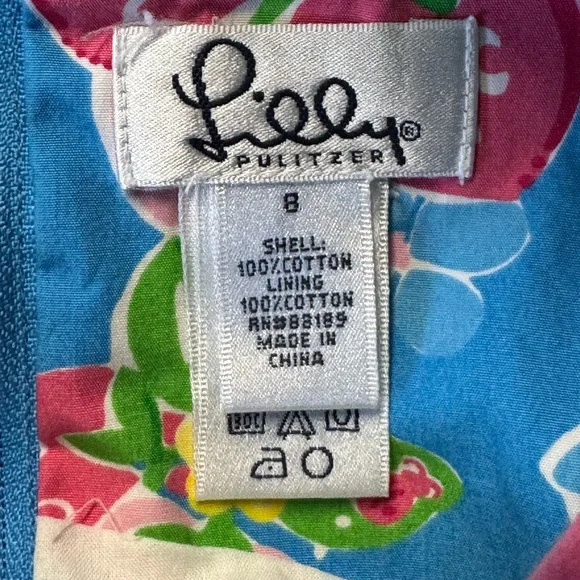 Lilly®
PULITZER
8
SHELL:
100%COTTON
LINING
100%COTTON
RN#88189
MADE IN
CHINA